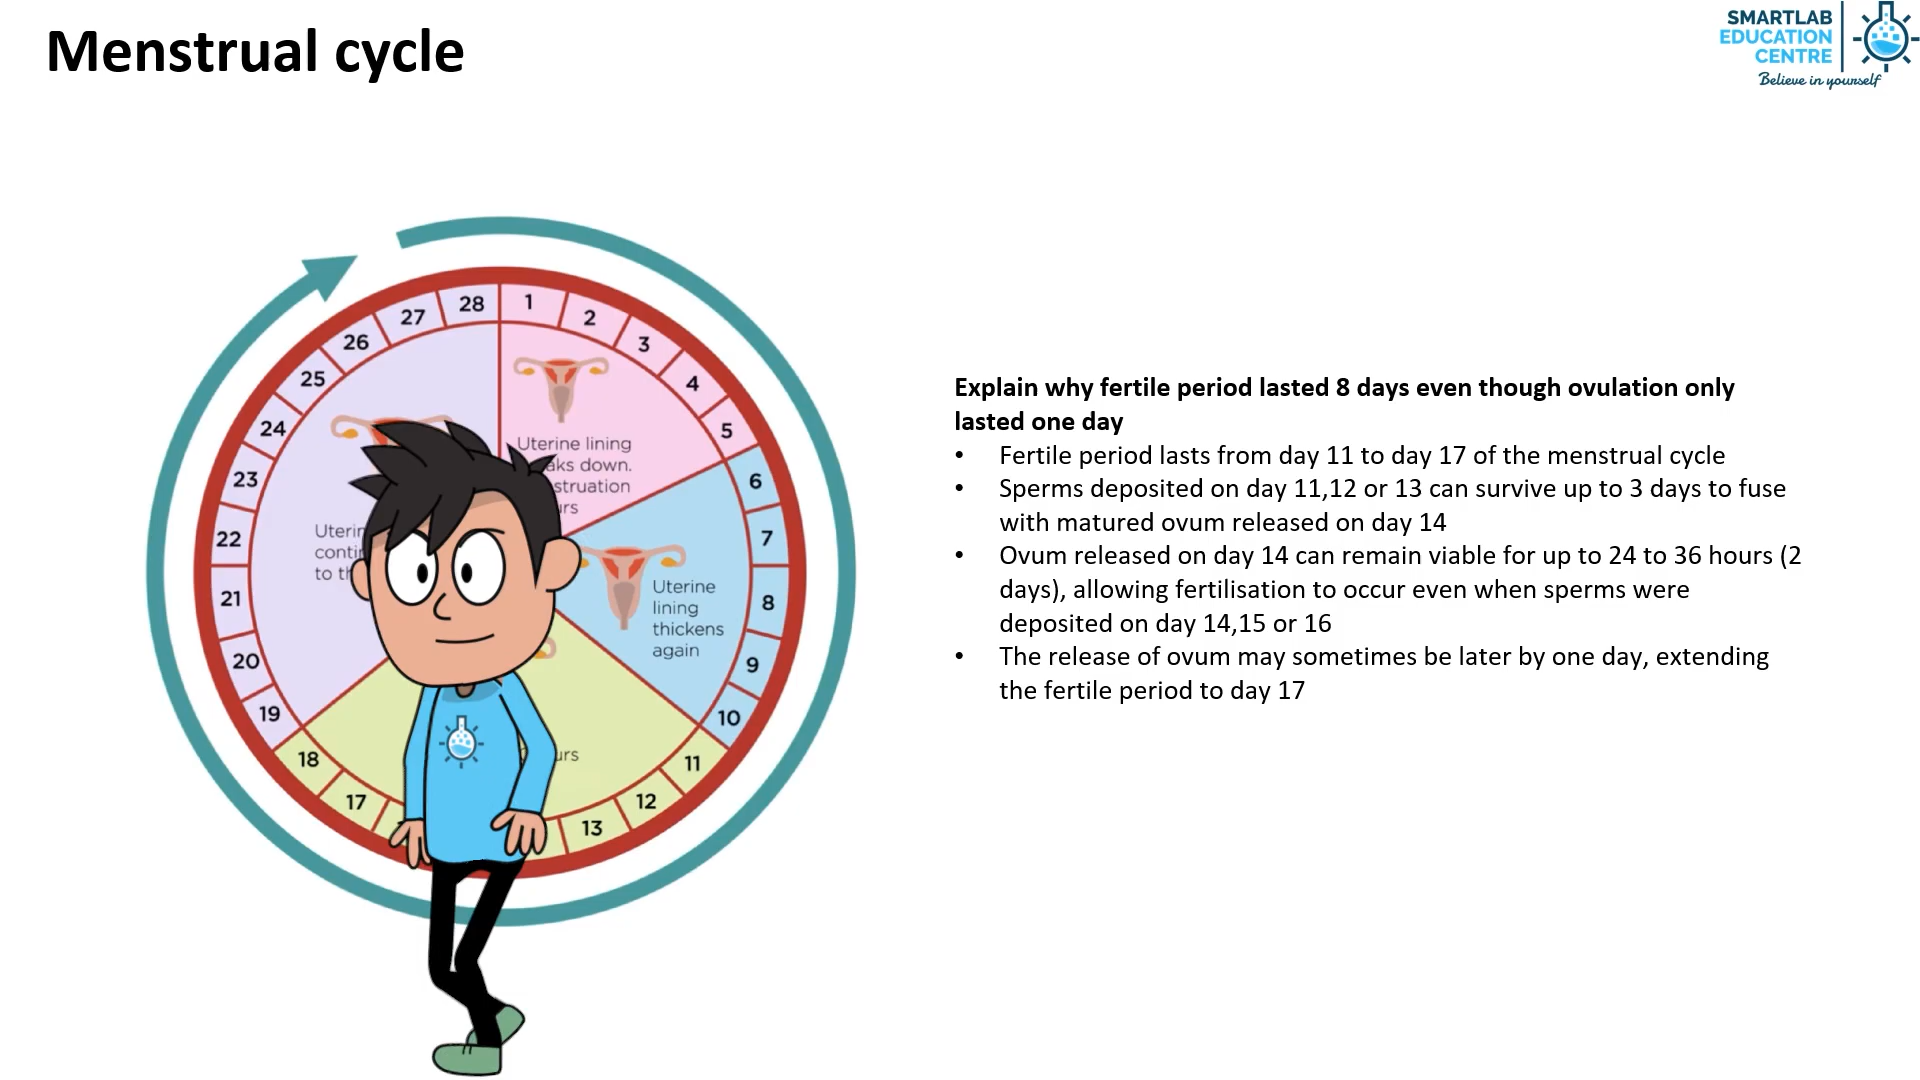 Menstrual cycle
SMARTLAB
EDUCATION
CENTRE
Believe in yourself
28
1
2
3
4
5
6
7
8
9
10
11
12
13
17
18
19
20
21
22
23
24
25
26
27
Uterine lining
down.
Uterine
lining
thickens
again
Explain why fertile period lasted 8 days even though ovulation only
lasted one day
• Fertile period lasts from day 11 to day 17 of the menstrual cycle
• Sperms deposited on day 11,12 or 13 can survive up to 3 days to fuse
with matured ovum released on day 14
• Ovum released on day 14 can remain viable for up to 24 to 36 hours (2
days), allowing fertilisation to occur even when sperms were
deposited on day 14,15 or 16
• The release of ovum may sometimes be later by one day, extending
the fertile period to day 17